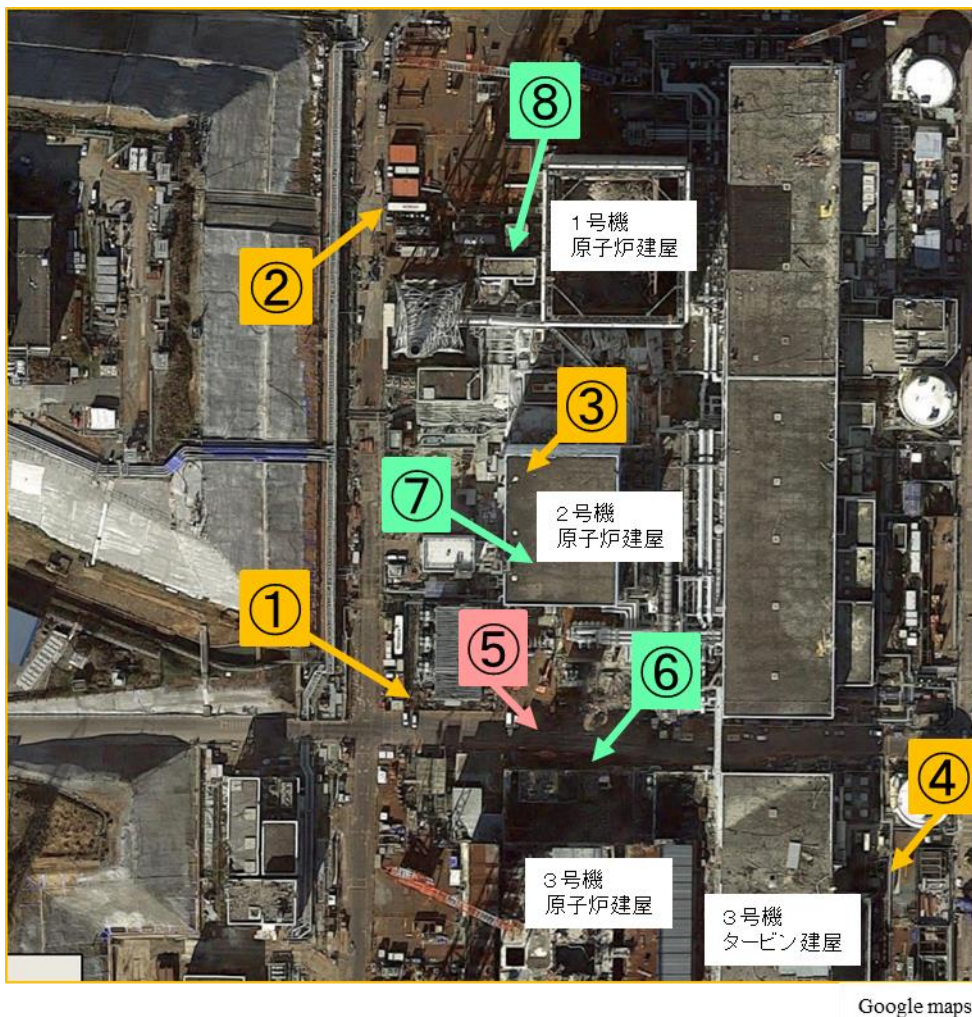 ⑧
1号機
原子炉建屋
②
③
⑦
2号機
原子炉建屋
①
⑤
⑥
④
3号機
原子炉建屋
3号機
タービン建屋
Google maps